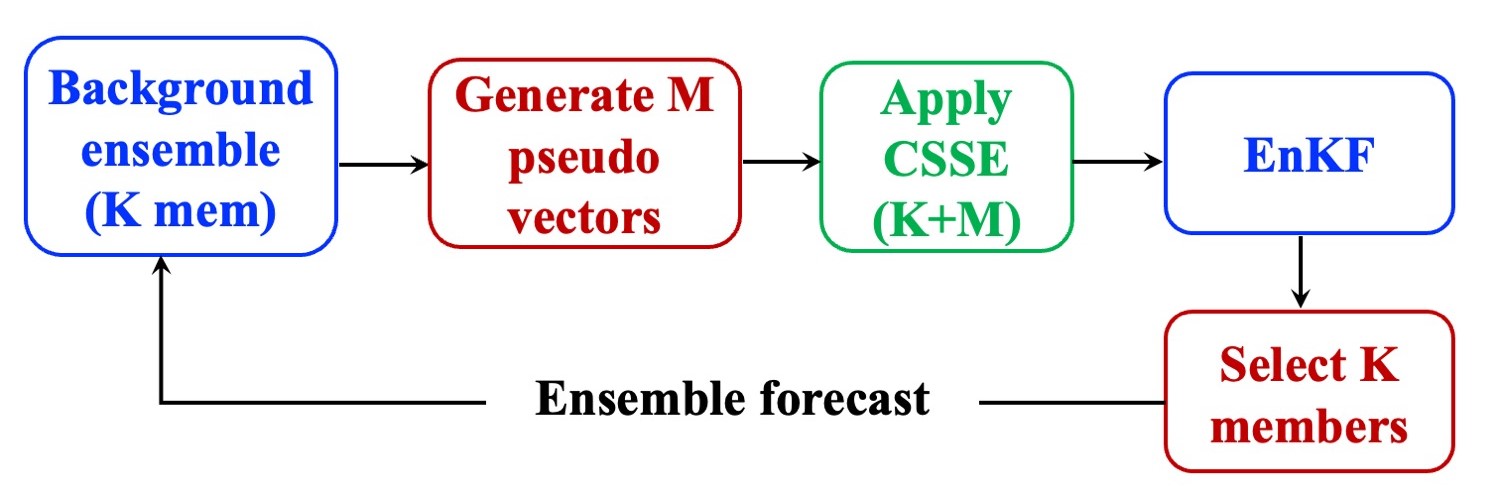 Background
ensemble
(K mem)
Generate M
pseudo
vectors
Apply
CSSE
(K+M)
EnKF
Select K
members
Ensemble forecast